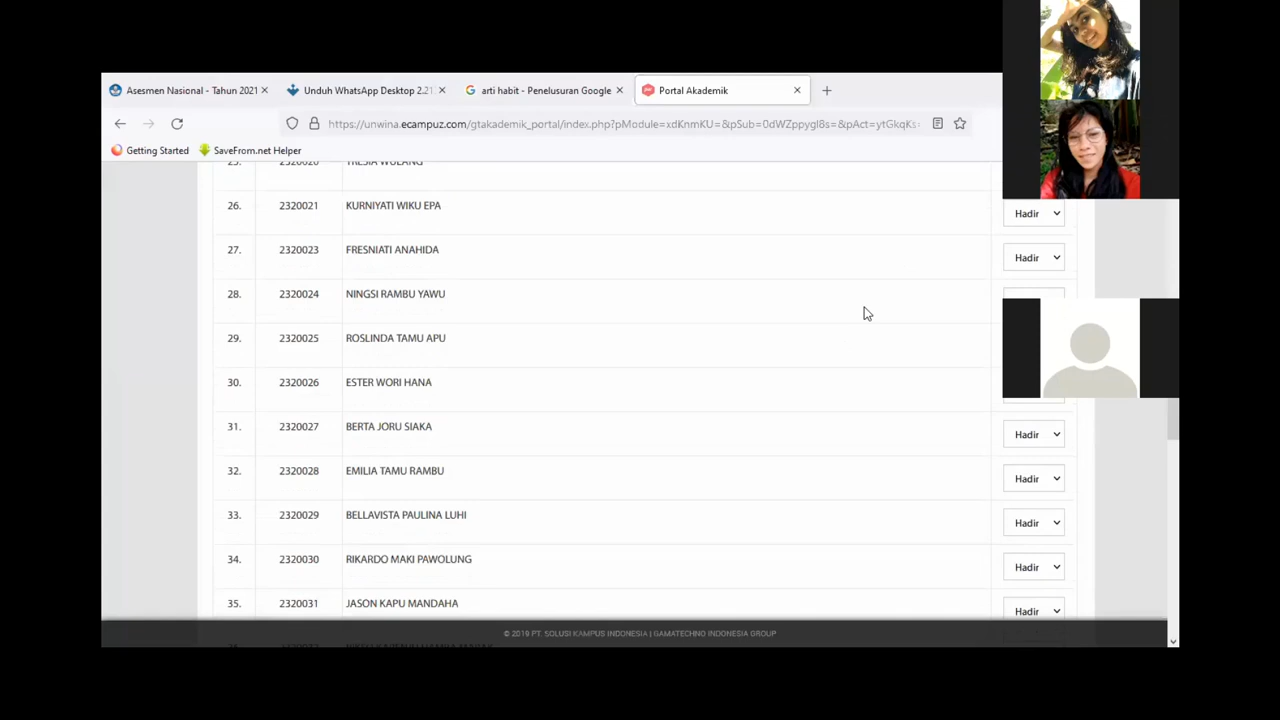 Asesmen Nasional - Tahun 2021
Unduh WhatsApp Desktop 2.21
arti habit - Penelusuran Google
Portal Akademik
https://unwina.ecampuz.com/gtakademik_portal/index.php?pModule=xdKnmKU=&pSub=0dWZppygl8s=&pAct=ytGkqKs
Getting Started
SaveFrom.net Helper
26. 2320021 KURNIYATI WIKU EPA Hadir
27. 2320023 FRESNIATI ANAHIDA Hadir
28. 2320024 NINGSI RAMBU YAWU
29. 2320025 ROSLINDA TAMU APU
30. 2320026 ESTER WORI HANA
31. 2320027 BERTA JORU SIAKA Hadir
32. 2320028 EMILIA TAMU RAMBU Hadir
33. 2320029 BELLAVISTA PAULINA LUHI Hadir
34. 2320030 RIKARDO MAKI PAWOLUNG Hadir
35. 2320031 JASON KAPU MANDAHA Hadir
© 2019 PT. SOLUSI KAMPUS INDONESIA | GAMATECHNO INDONESIA GROUP